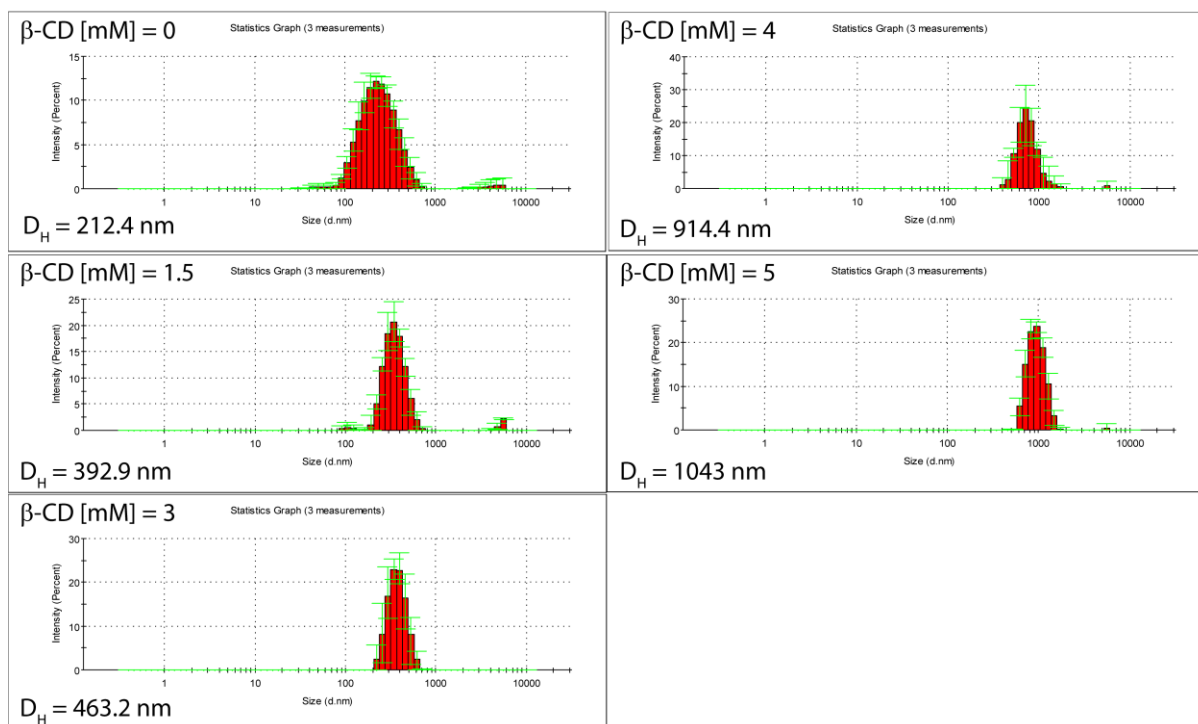 β-CD [mM] = 0
Statistics Graph (3 measurements)
15
10
5
0
Intensity (Percent)
1 10 100 1000 10000
Size (d.nm)
D_H = 212.4 nm
β-CD [mM] = 1.5
Statistics Graph (3 measurements)
25
20
15
10
5
0
Intensity (Percent)
1 10 100 1000 10000
Size (d.nm)
D_H = 392.9 nm
β-CD [mM] = 3
Statistics Graph (3 measurements)
30
20
10
0
Intensity (Percent)
1 10 100 1000 10000
Size (d.nm)
D_H = 463.2 nm
β-CD [mM] = 4
Statistics Graph (3 measurements)
40
30
20
10
0
Intensity (Percent)
1 10 100 1000 10000
Size (d.nm)
D_H = 914.4 nm
β-CD [mM] = 5
Statistics Graph (3 measurements)
30
20
10
0
Intensity (Percent)
1 10 100 1000 10000
Size (d.nm)
D_H = 1043 nm